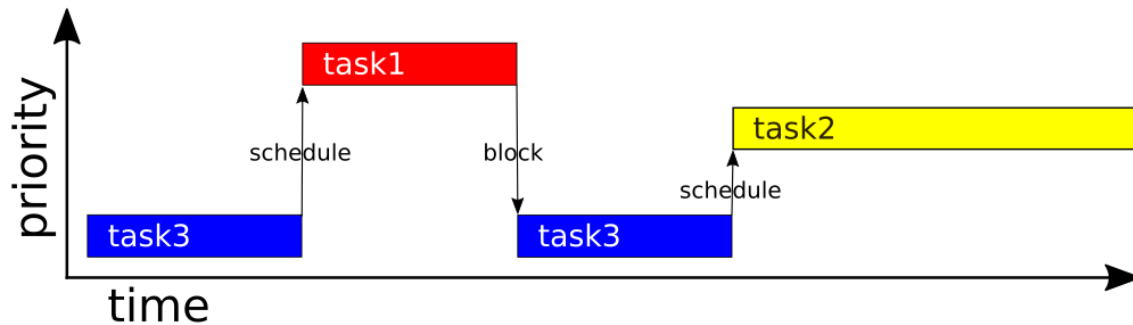 priority
task1
task2
schedule
block
schedule
task3
task3
time